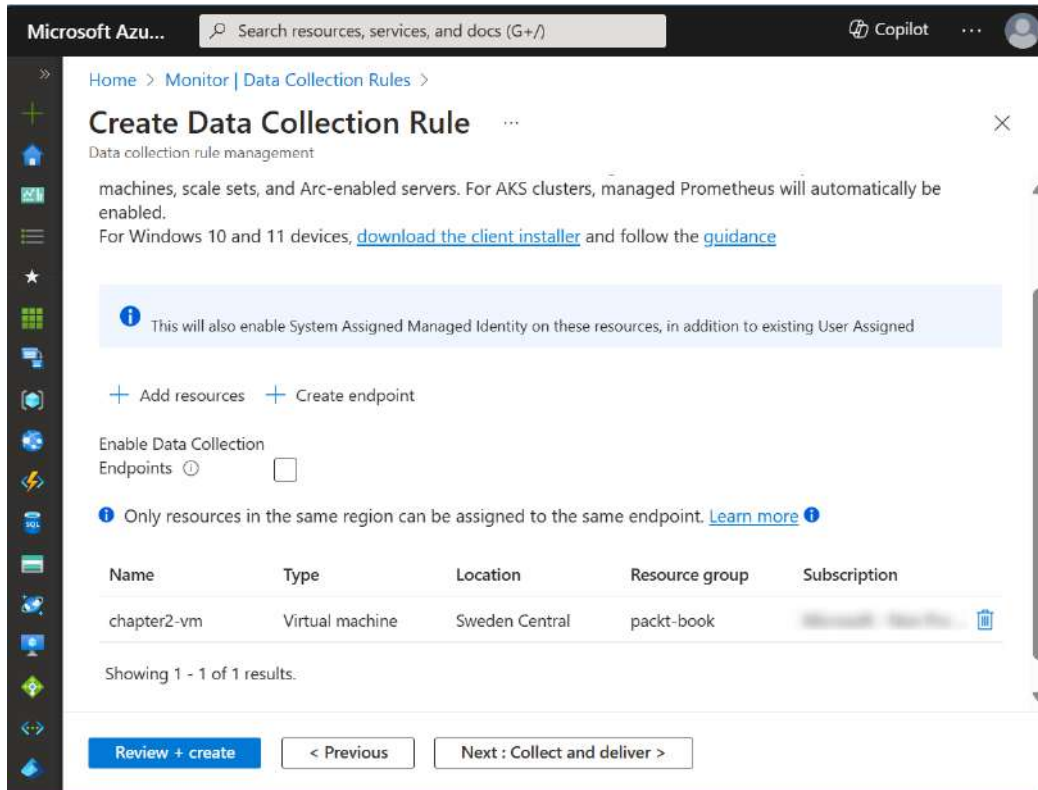 Microsoft Azu...
Search resources, services, and docs (G+/)
Copilot
Home > Monitor | Data Collection Rules >
Create Data Collection Rule ...
Data collection rule management
machines, scale sets, and Arc-enabled servers. For AKS clusters, managed Prometheus will automatically be
enabled.
For Windows 10 and 11 devices, download the client installer and follow the guidance
This will also enable System Assigned Managed Identity on these resources, in addition to existing User Assigned
+ Add resources + Create endpoint
Enable Data Collection
Endpoints
Only resources in the same region can be assigned to the same endpoint. Learn more
Name Type Location Resource group Subscription
chapter2-vm Virtual machine Sweden Central packt-book
Showing 1 - 1 of 1 results.
Review + create < Previous Next : Collect and deliver >
SQL